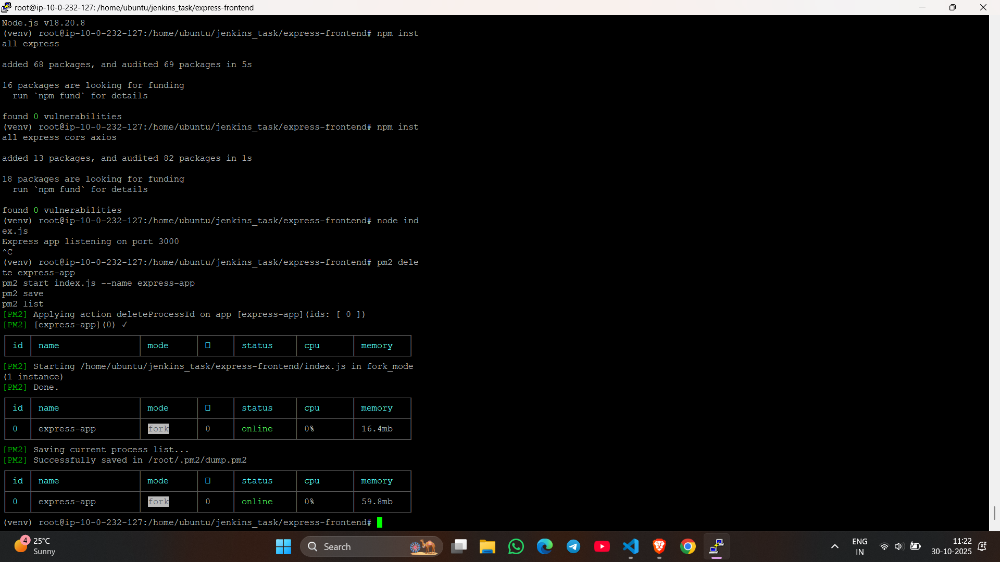 root@ip-10-0-232-127: /home/ubuntu/jenkins_task/express-frontend
Node.js v18.20.8
(venv) root@ip-10-0-232-127:/home/ubuntu/jenkins_task/express-frontend# npm inst
all express
added 68 packages, and audited 69 packages in 5s
16 packages are looking for funding
  run `npm fund` for details
found 0 vulnerabilities
(venv) root@ip-10-0-232-127:/home/ubuntu/jenkins_task/express-frontend# npm inst
all express cors axios
added 13 packages, and audited 82 packages in 1s
18 packages are looking for funding
  run `npm fund` for details
found 0 vulnerabilities
(venv) root@ip-10-0-232-127:/home/ubuntu/jenkins_task/express-frontend# node ind
ex.js
Express app listening on port 3000
^C
(venv) root@ip-10-0-232-127:/home/ubuntu/jenkins_task/express-frontend# pm2 dele
te express-app
pm2 start index.js --name express-app
pm2 save
pm2 list
[PM2] Applying action deleteProcessId on app [express-app](ids: [ 0 ])
[PM2] [express-app](0) ✓
id name mode status cpu memory
[PM2] Starting /home/ubuntu/jenkins_task/express-frontend/index.js in fork_mode
(1 instance)
[PM2] Done.
id name mode status cpu memory
0 express-app fork 0 online 0% 16.4mb
[PM2] Saving current process list...
[PM2] Successfully saved in /root/.pm2/dump.pm2
id name mode status cpu memory
0 express-app fork 0 online 0% 59.8mb
(venv) root@ip-10-0-232-127:/home/ubuntu/jenkins_task/express-frontend#
4
25°C
Sunny
Search
ENG
IN
11:22
30-10-2025